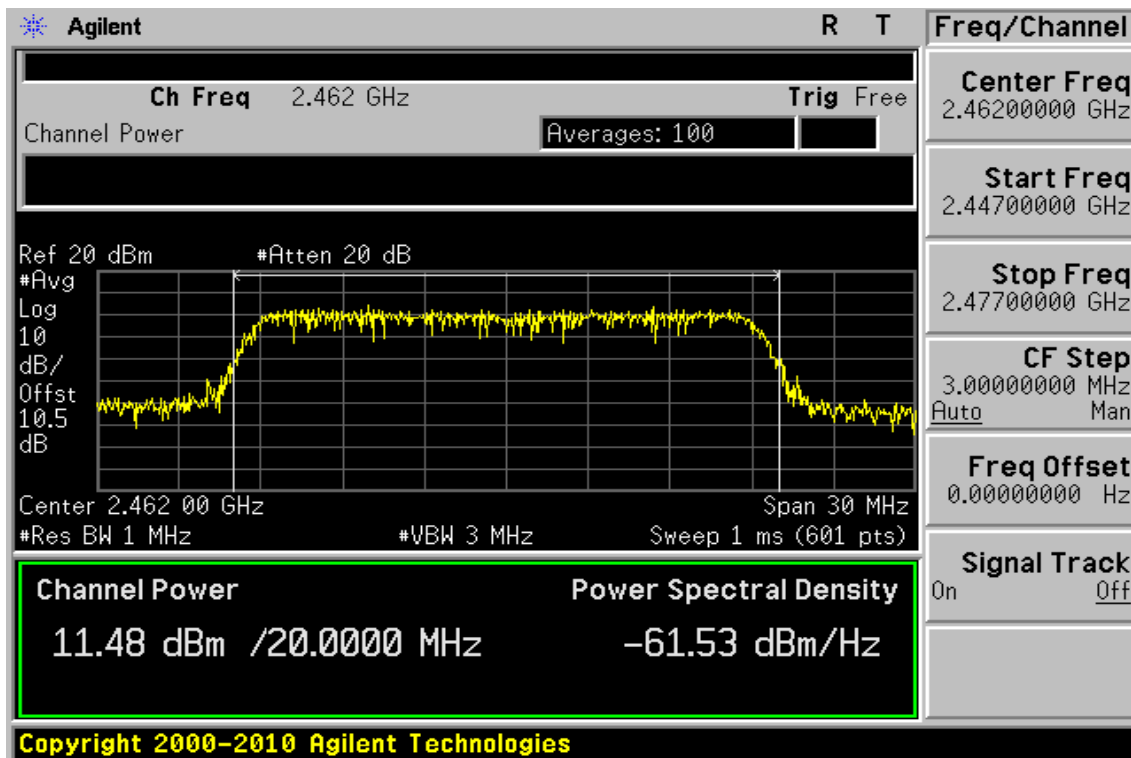 Agilent R T
Ch Freq 2.462 GHz Trig Free
Channel Power Averages: 100
Ref 20 dBm #Atten 20 dB
#Avg
Log
10
dB/
Offst
10.5
dB
Center 2.462 00 GHz Span 30 MHz
#Res BW 1 MHz #VBW 3 MHz Sweep 1 ms (601 pts)
Channel Power Power Spectral Density
11.48 dBm /20.0000 MHz -61.53 dBm/Hz
Copyright 2000-2010 Agilent Technologies
Freq/Channel
Center Freq
2.46200000 GHz
Start Freq
2.44700000 GHz
Stop Freq
2.47700000 GHz
CF Step
3.00000000 MHz
Auto Man
Freq Offset
0.00000000 Hz
Signal Track
On Off